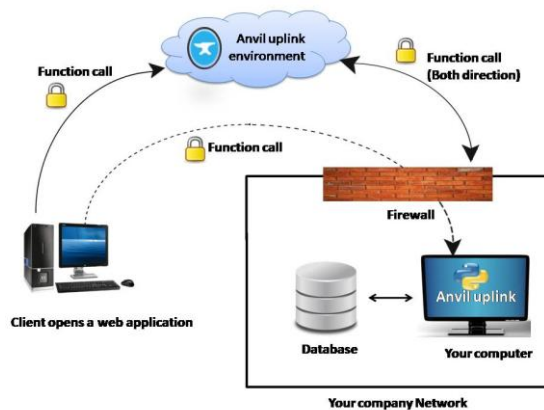 Anvil uplink
environment
Function call
Function call
(Both direction)
Function call
Firewall
Anvil uplink
Client opens a web application
Database
Your computer
Your company Network